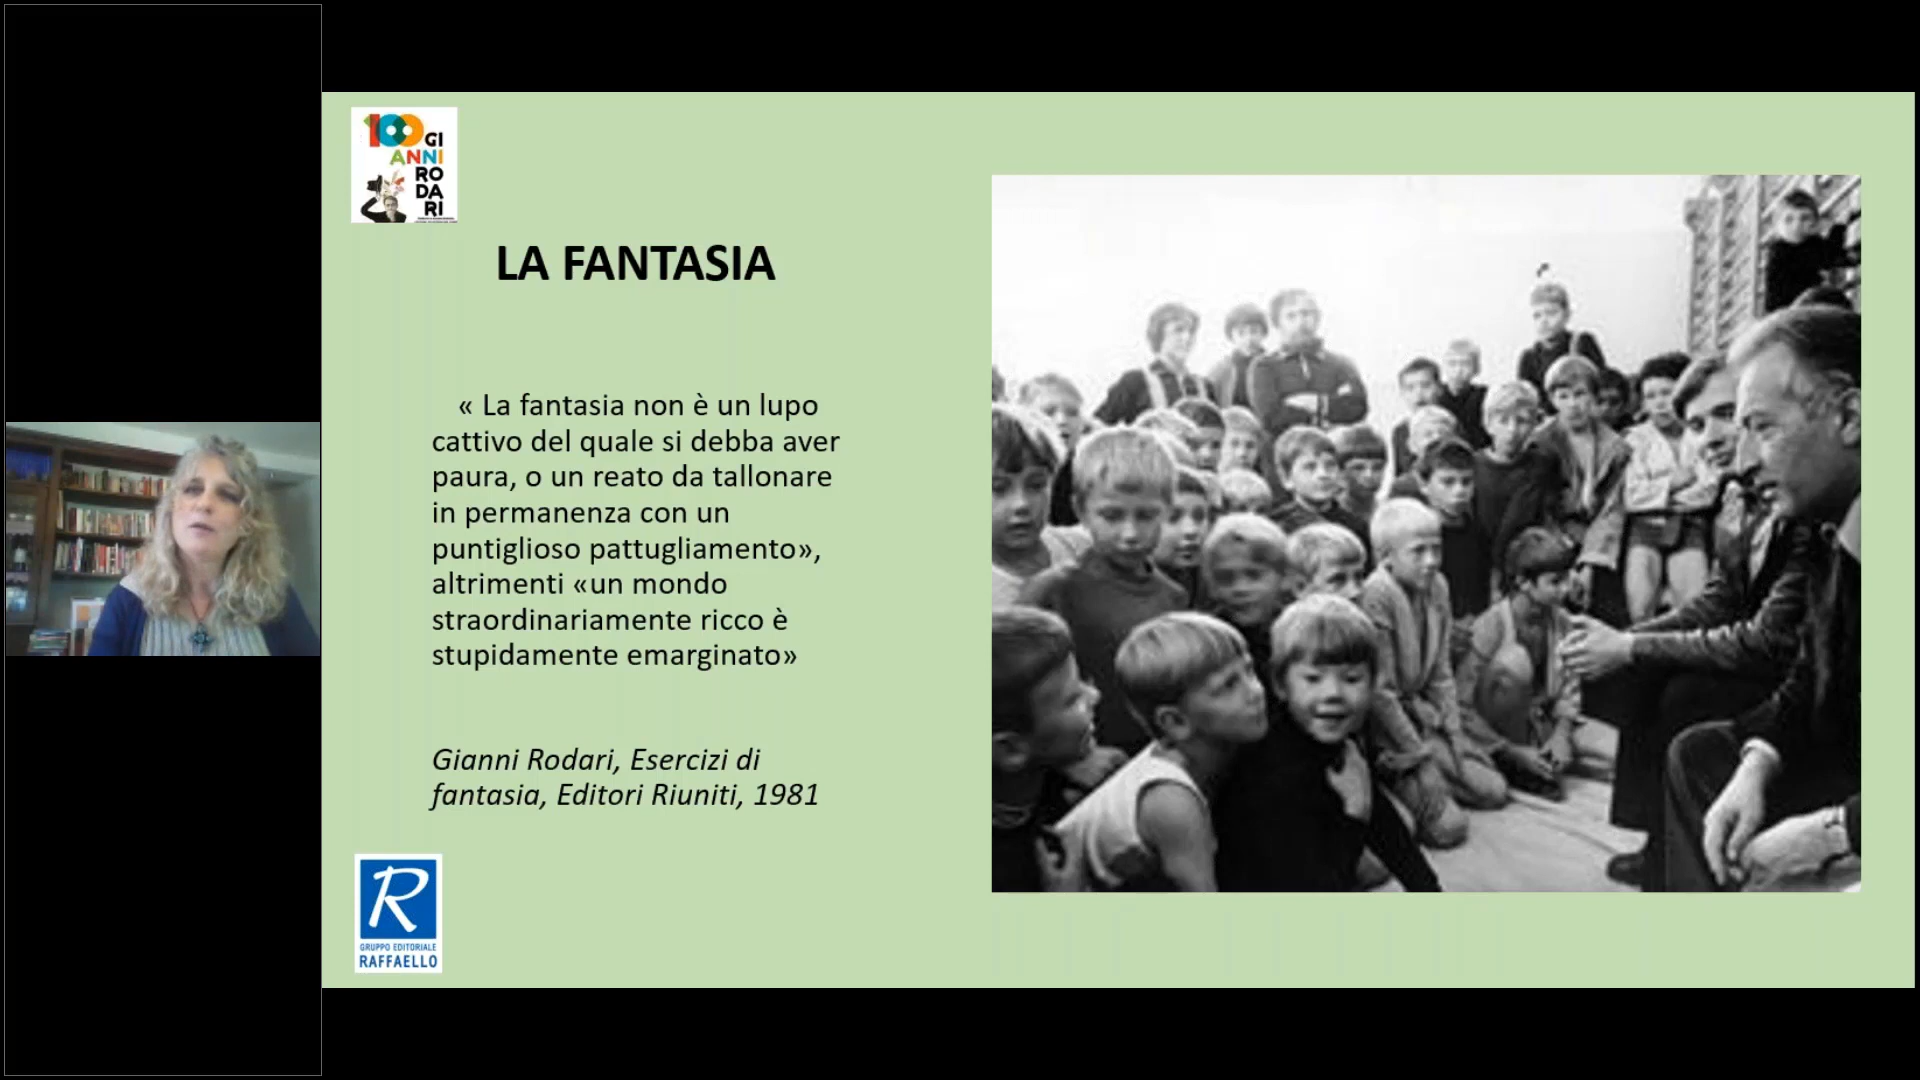 100 GI
ANNI
RO
DA
RI
LA FANTASIA
« La fantasia non è un lupo
cattivo del quale si debba aver
paura, o un reato da tallonare
in permanenza con un
puntiglioso pattugliamento»,
altrimenti «un mondo
straordinariamente ricco è
stupidamente emarginato»
Gianni Rodari, Esercizi di
fantasia, Editori Riuniti, 1981
R
GRUPPO EDITORIALE
RAFFAELLO